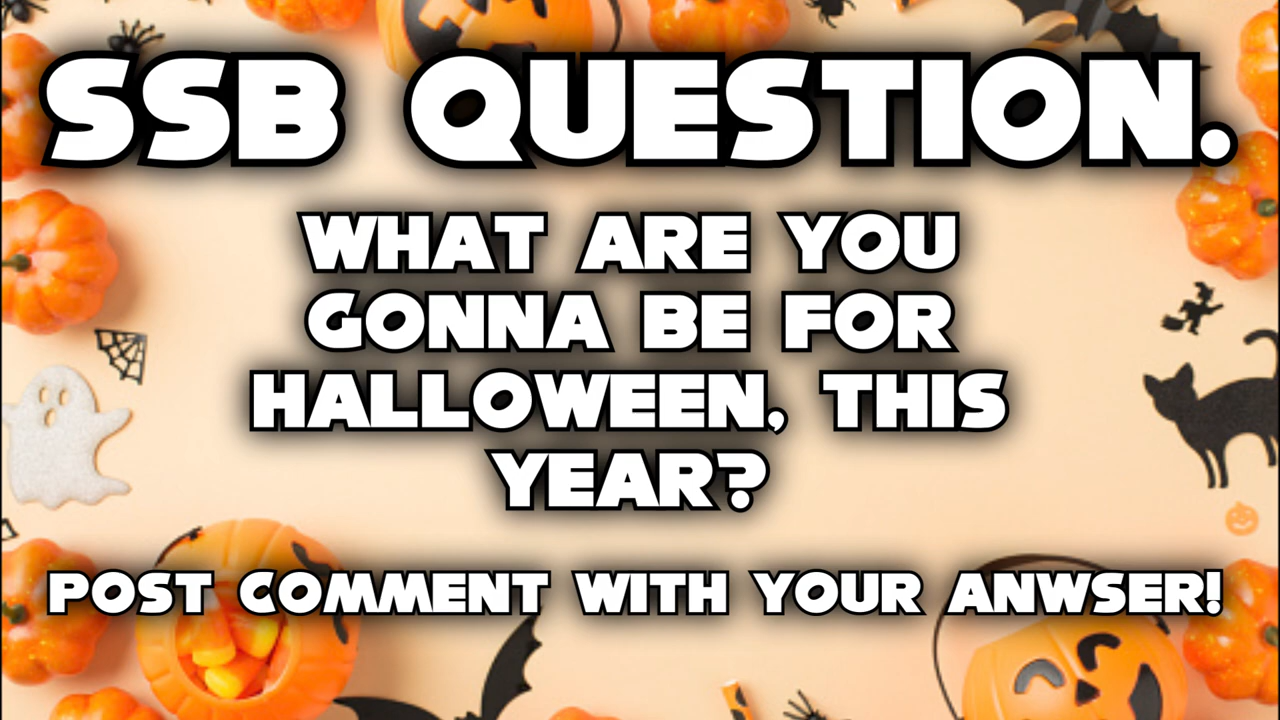 SSB QUESTION.
WHAT ARE YOU
GONNA BE FOR
HALLOWEEN, THIS
YEAR?
POST COMMENT WITH YOUR ANWSER!